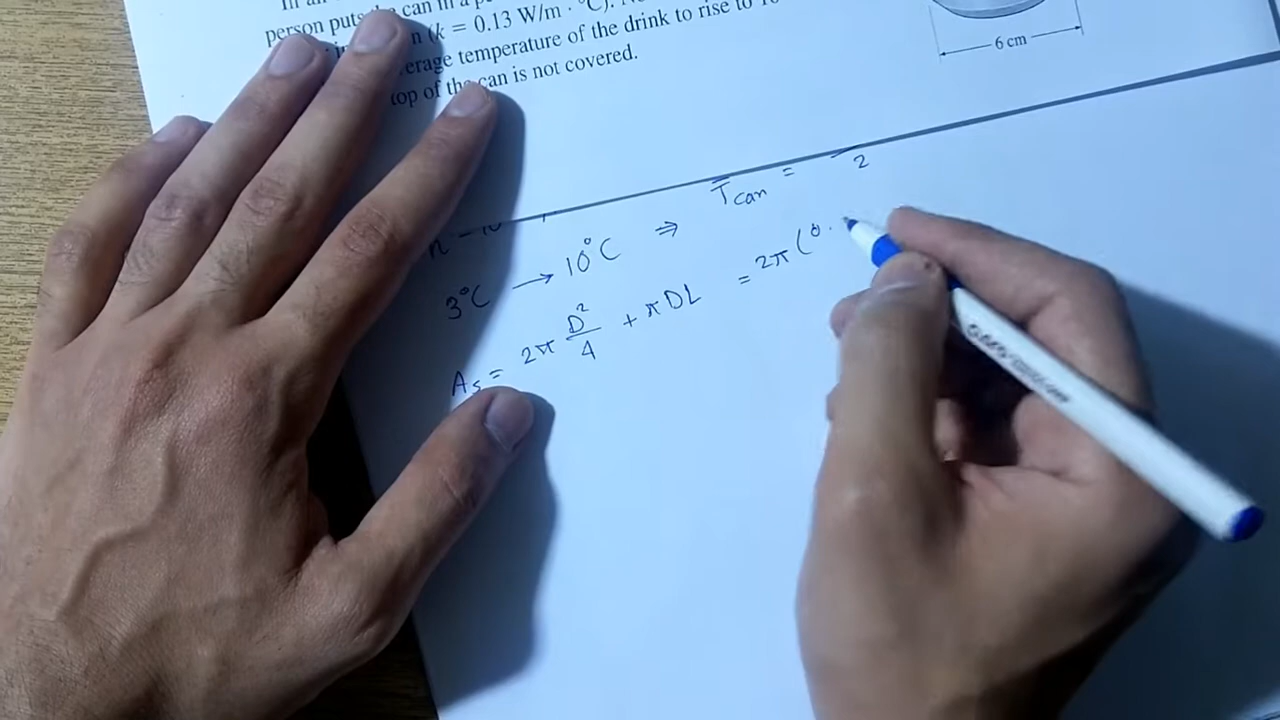 person puts can in a
(k = 0.13 W/m · °C).
erage temperature of the drink to rise to
top of the can is not covered.
6 cm
T̅can = ― 2
3°C → 10°C ⇒
As = 2π D²/4 + πDL = 2π(0.